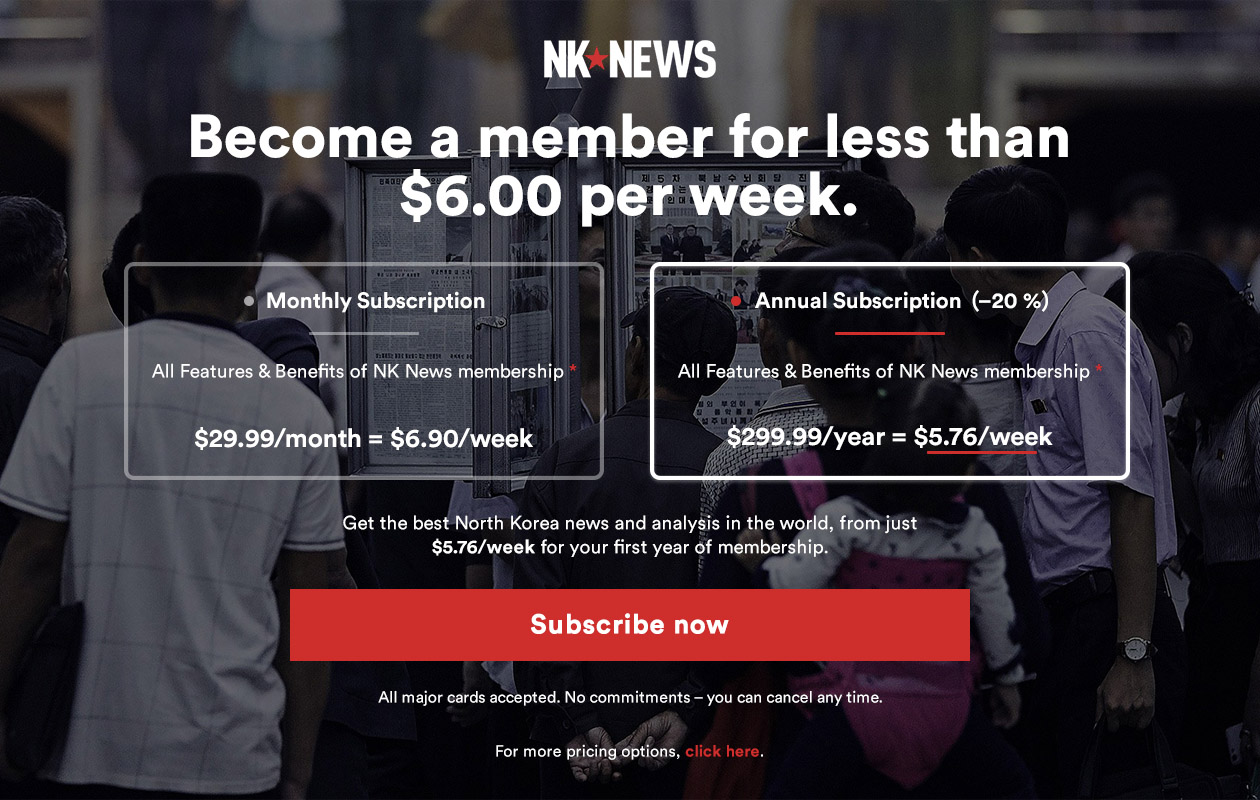 NK NEWS
Become a member for less than
$6.00 per week.
Monthly Subscription
All Features & Benefits of NK News membership *
$29.99/month = $6.90/week
Annual Subscription (–20 %)
All Features & Benefits of NK News membership *
$299.99/year = $5.76/week
Get the best North Korea news and analysis in the world, from just
$5.76/week for your first year of membership.
Subscribe now
All major cards accepted. No commitments – you can cancel any time.
For more pricing options, click here.